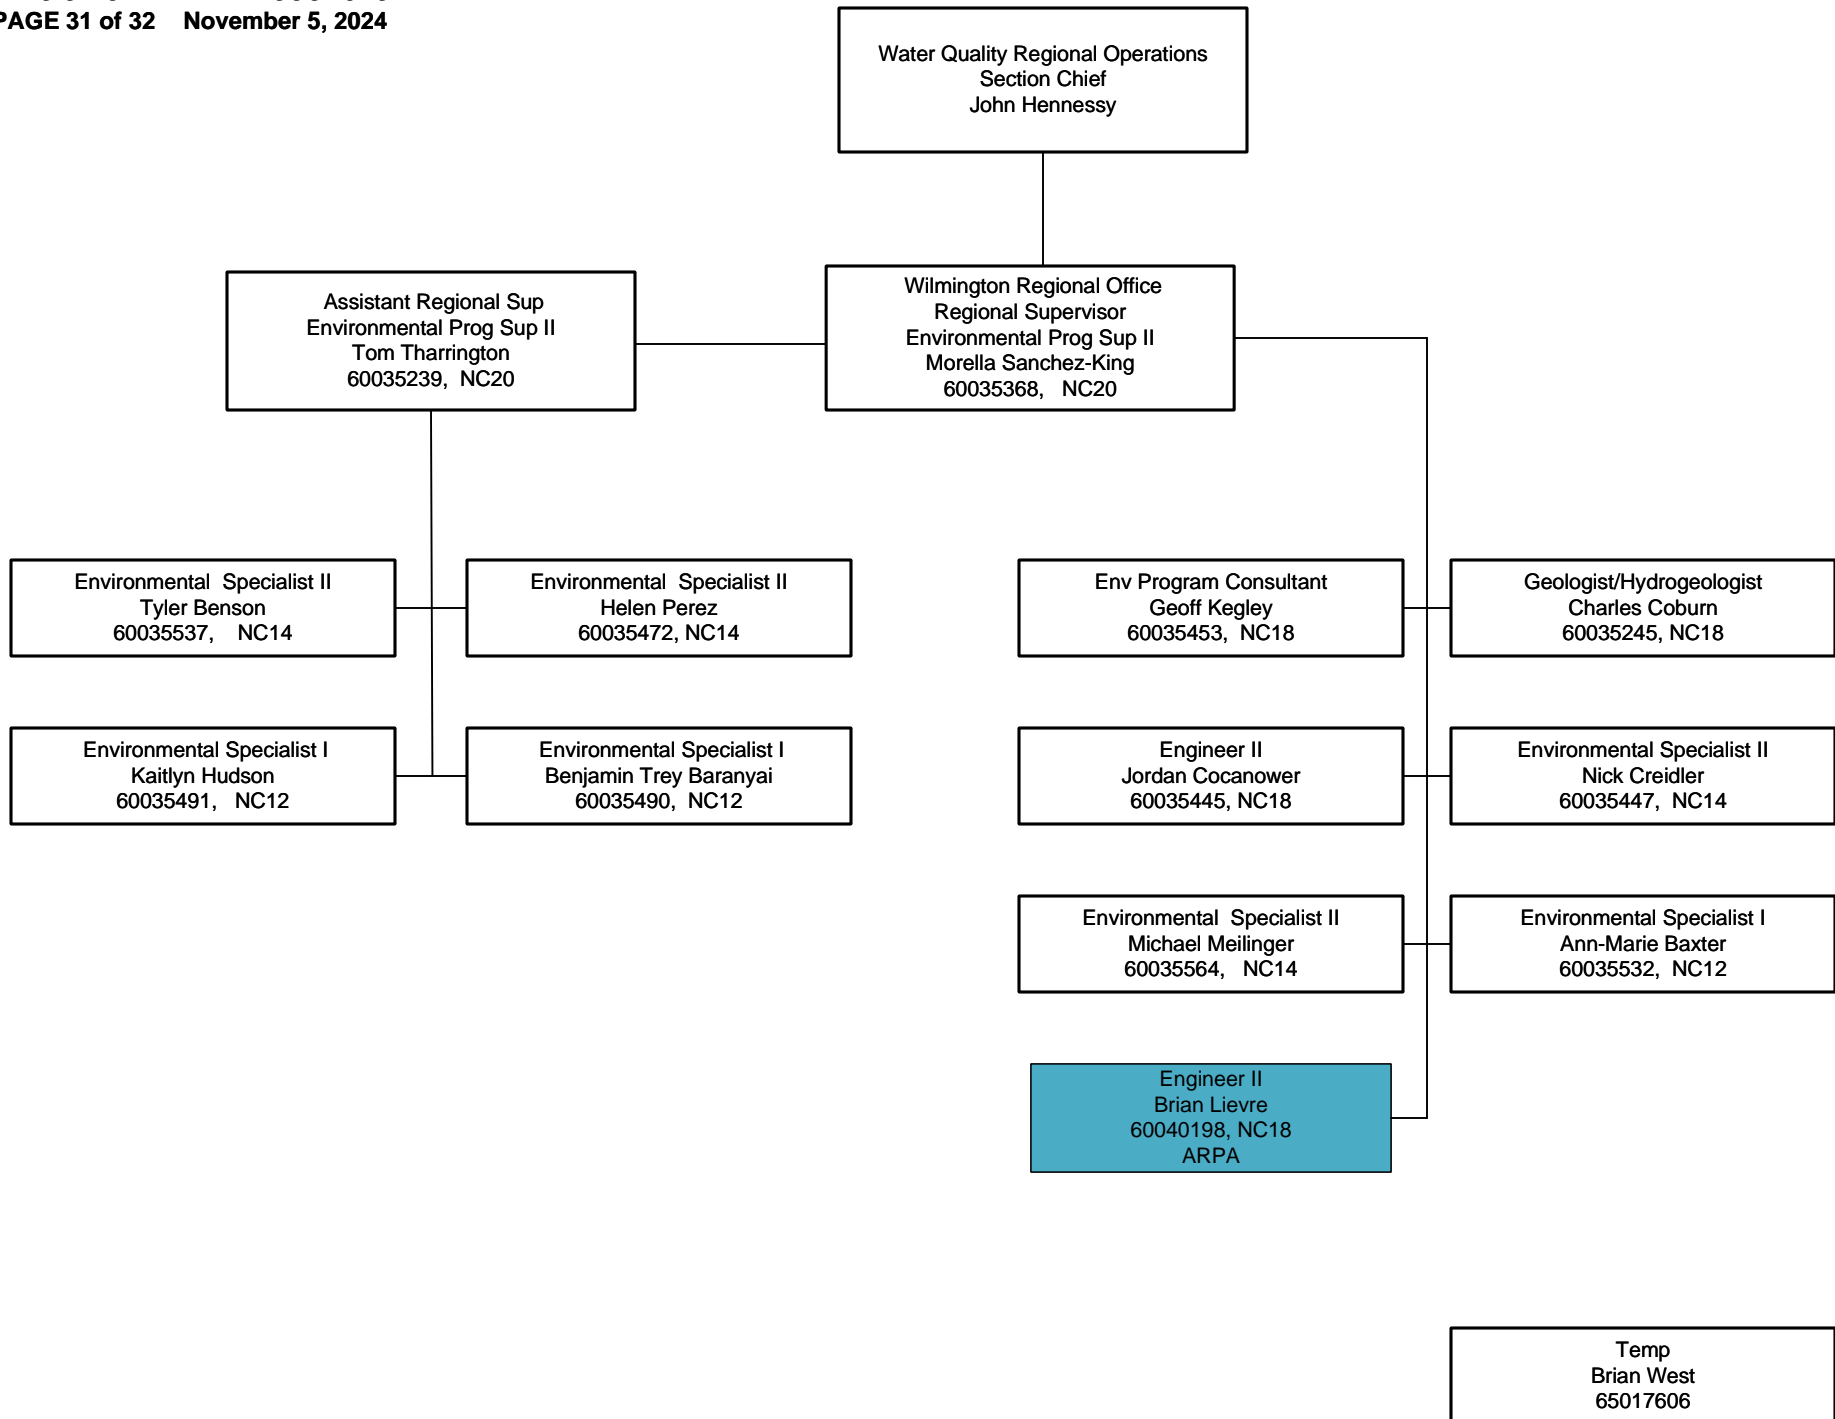 PAGE 31 of 32 November 5, 2024
Water Quality Regional Operations
Section Chief
John Hennessy
Assistant Regional Sup
Environmental Prog Sup II
Tom Tharrington
60035239, NC20
Wilmington Regional Office
Regional Supervisor
Environmental Prog Sup II
Morella Sanchez-King
60035368, NC20
Environmental Specialist II
Tyler Benson
60035537, NC14
Environmental Specialist II
Helen Perez
60035472, NC14
Env Program Consultant
Geoff Kegley
60035453, NC18
Geologist/Hydrogeologist
Charles Coburn
60035245, NC18
Environmental Specialist I
Kaitlyn Hudson
60035491, NC12
Environmental Specialist I
Benjamin Trey Baranyai
60035490, NC12
Engineer II
Jordan Cocanower
60035445, NC18
Environmental Specialist II
Nick Creidler
60035447, NC14
Environmental Specialist II
Michael Meilinger
60035564, NC14
Environmental Specialist I
Ann-Marie Baxter
60035532, NC12
Engineer II
Brian Lievre
60040198, NC18
ARPA
Temp
Brian West
65017606